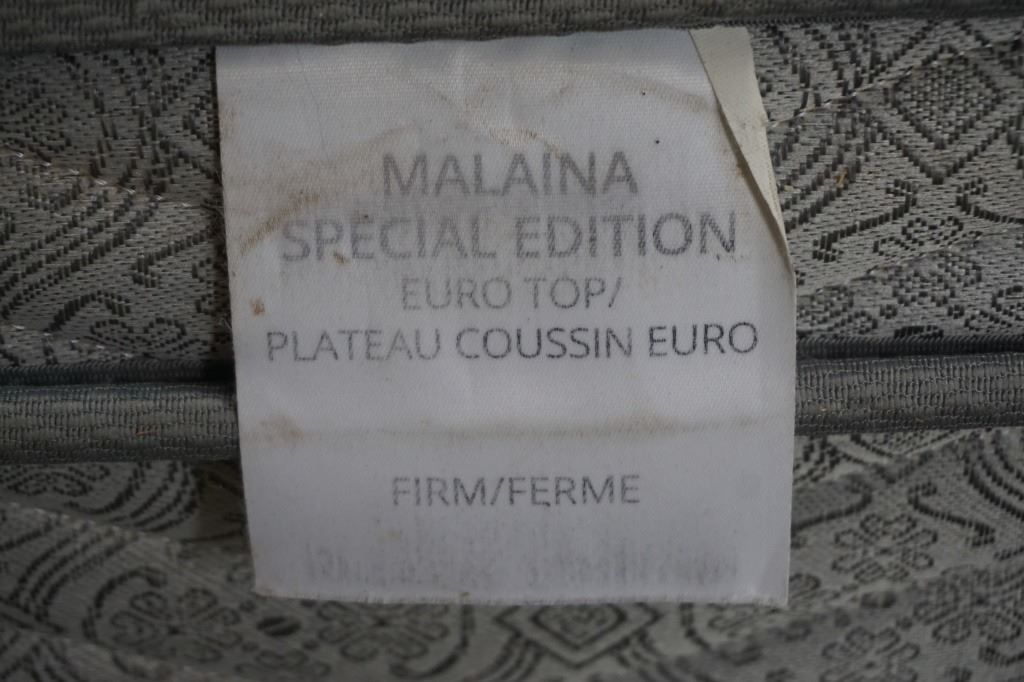 MALAINA
SPECIAL EDITION
EURO TOP/
PLATEAU COUSSIN EURO
FIRM/FERME